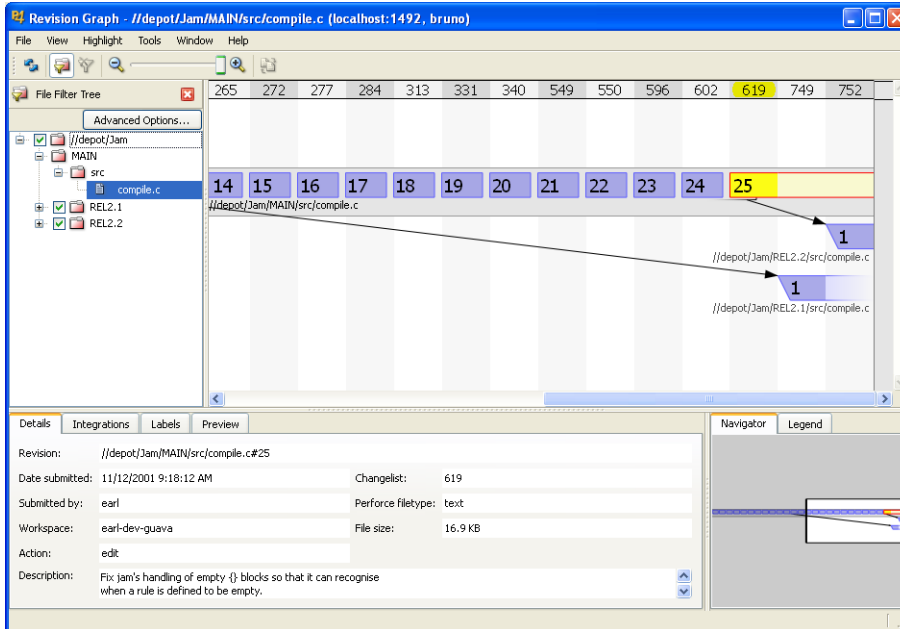 Revision Graph - //depot/Jam/MAIN/src/compile.c (localhost:1492, bruno)
File View Highlight Tools Window Help
File Filter Tree
Advanced Options...
//depot/Jam
MAIN
src
compile.c
REL2.1
REL2.2
265 272 277 284 313 331 340 549 550 596 602 619 749 752
14 15 16 17 18 19 20 21 22 23 24 25
//depot/Jam/MAIN/src/compile.c
1
//depot/Jam/REL2.2/src/compile.c
1
//depot/Jam/REL2.1/src/compile.c
Details Integrations Labels Preview
Revision: //depot/Jam/MAIN/src/compile.c#25
Date submitted: 11/12/2001 9:18:12 AM Changelist: 619
Submitted by: earl Perforce filetype: text
Workspace: earl-dev-guava File size: 16.9 KB
Action: edit
Description: Fix jam's handling of empty {} blocks so that it can recognise
when a rule is defined to be empty.
Navigator Legend